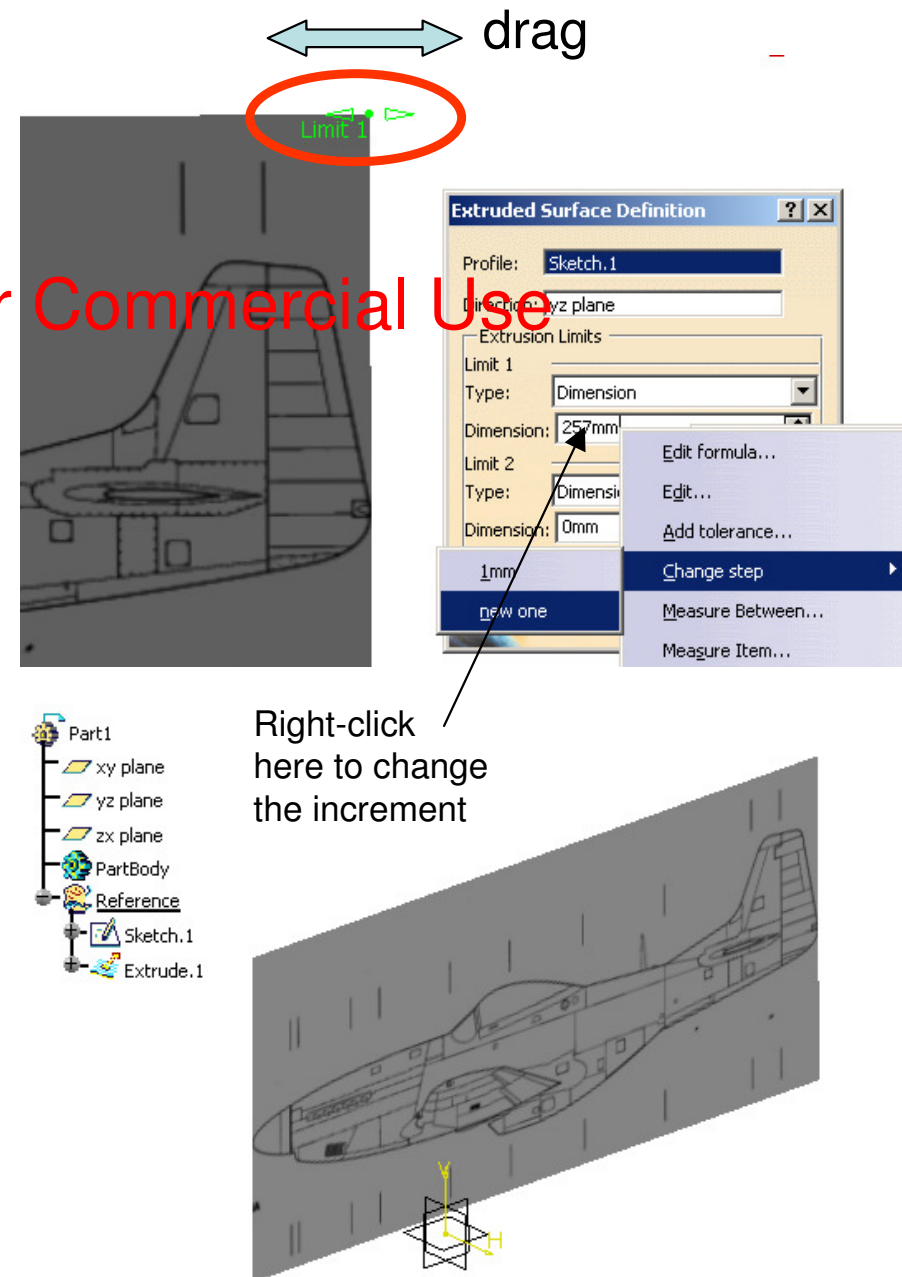 drag
Limit 1
Extruded Surface Definition
Profile: Sketch.1
r Commercial Use
Direction: yz plane
Extrusion Limits
Limit 1
Type: Dimension
Dimension: 257mm
Limit 2
Type: Dimensi
Dimension: 0mm
Edit formula...
Edit...
Add tolerance...
Change step
Measure Between...
Measure Item...
1mm
new one
Right-click
here to change
the increment
Part1
xy plane
yz plane
zx plane
PartBody
Reference
Sketch.1
Extrude.1
V
H